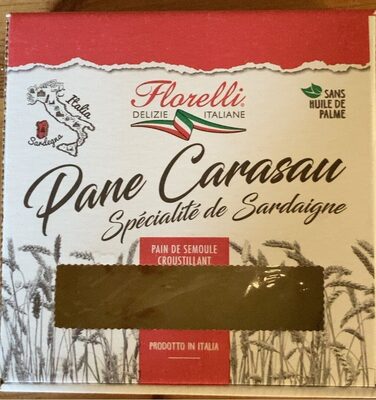 Florelli
DELIZIE ITALIANE
Italia
Sardegna
SANS
HUILE DE
PALME
Pane Carasau
Spécialité de Sardaigne
PAIN DE SEMOULE
CROUSTILLANT
PRODOTTO IN ITALIA